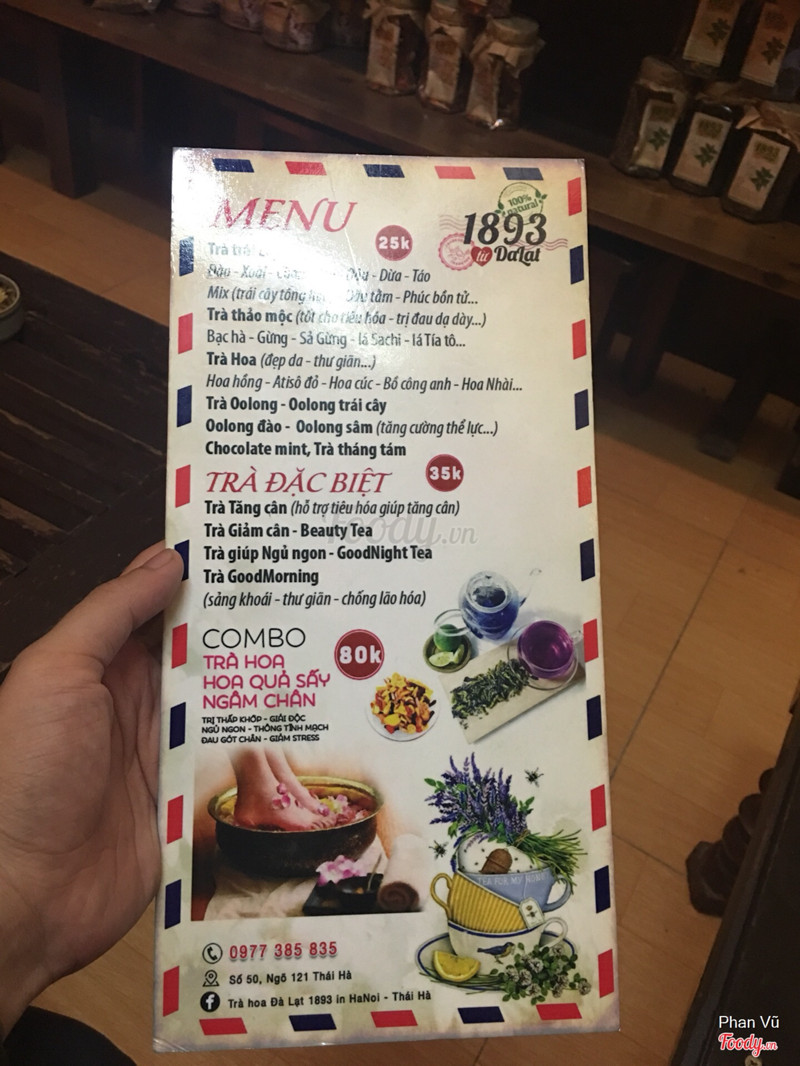 MENU
25k
100% natural
1893
từ DaLat
Trà trái
Đậu - Xoài - - Dừa - Táo
Mix (trái cây tổng - Dâu tằm - Phúc bồn tử...
Trà thảo mộc (tốt cho tiêu hóa - trị đau dạ dày...)
Bạc hà - Gừng - Sả Gừng - lá Sachi - lá Tía tô...
Trà Hoa (đẹp da - thư giãn...)
Hoa hồng - Atisô đỏ - Hoa cúc - Bồ công anh - Hoa Nhài...
Trà Oolong - Oolong trái cây
Oolong đào - Oolong sâm (tăng cường thể lực...)
Chocolate mint, Trà tháng tám
TRÀ ĐẶC BIỆT 35k
Trà Tăng cân (hỗ trợ tiêu hóa giúp tăng cân)
Trà Giảm cân - Beauty Tea
Trà giúp Ngủ ngon - GoodNight Tea
Trà GoodMorning
(sảng khoái - thư giãn - chống lão hóa)
COMBO
80k
TRÀ HOA
HOA QUẢ SẤY
NGÂM CHÂN
TRỊ THẤP KHỚP - GIẢI ĐỘC
NGỦ NGON - THÔNG TĨNH MẠCH
ĐAU GÓT CHÂN - GIẢM STRESS
0977 385 835
Số 50, Ngõ 121 Thái Hà
Trà hoa Đà Lạt 1893 in HaNoi - Thái Hà
Foody.vn
Phan Vũ
Foody.vn